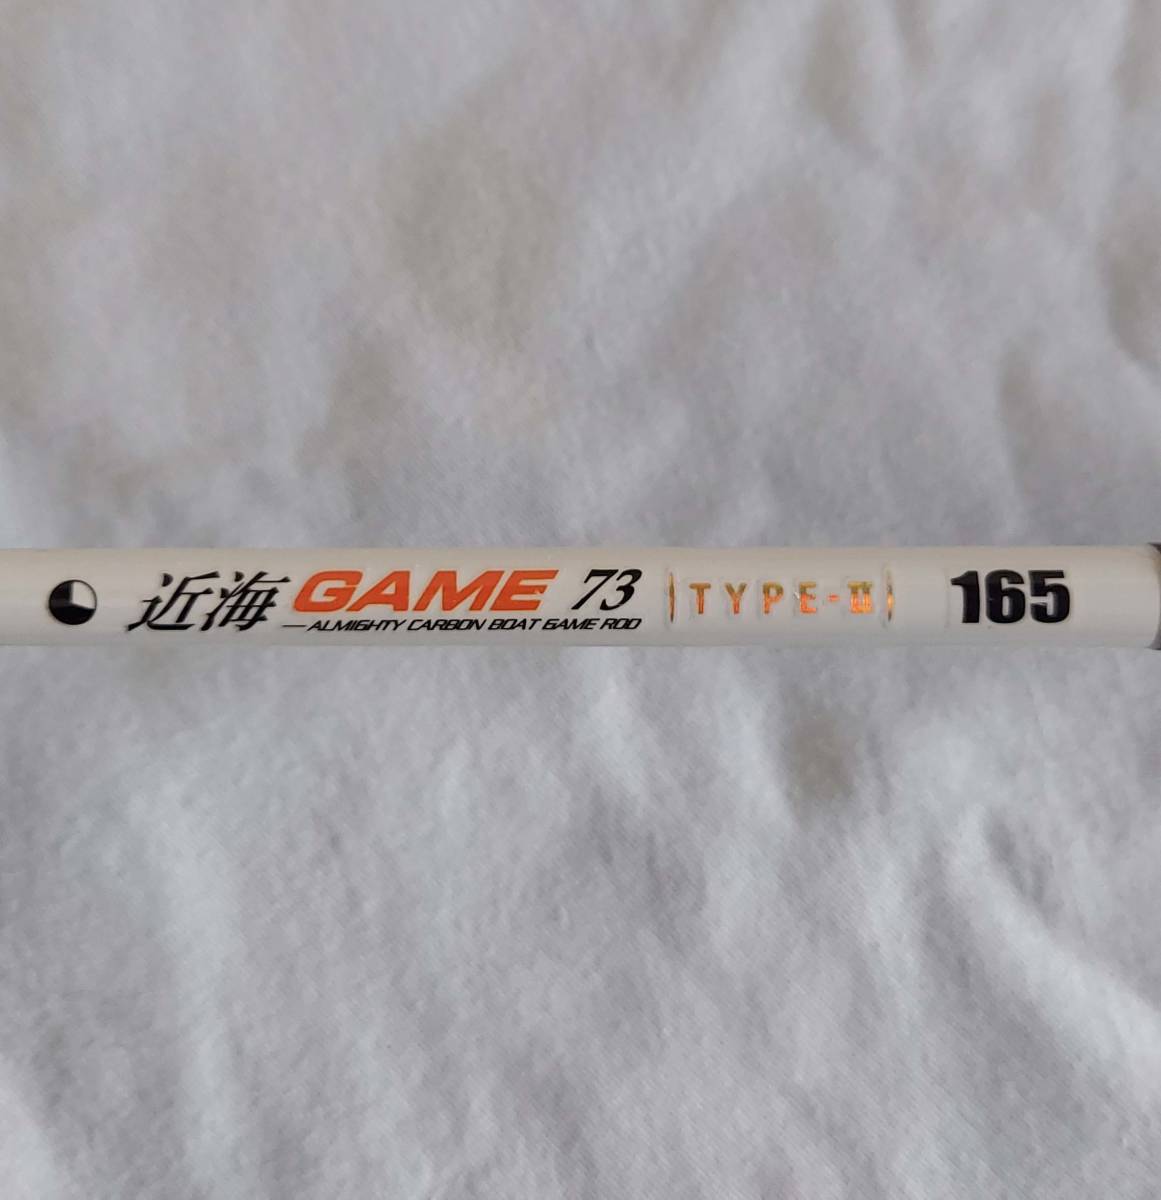 近海 GAME 73 TYPE-II 165
ALMIGHTY CARBON BOAT GAME ROD